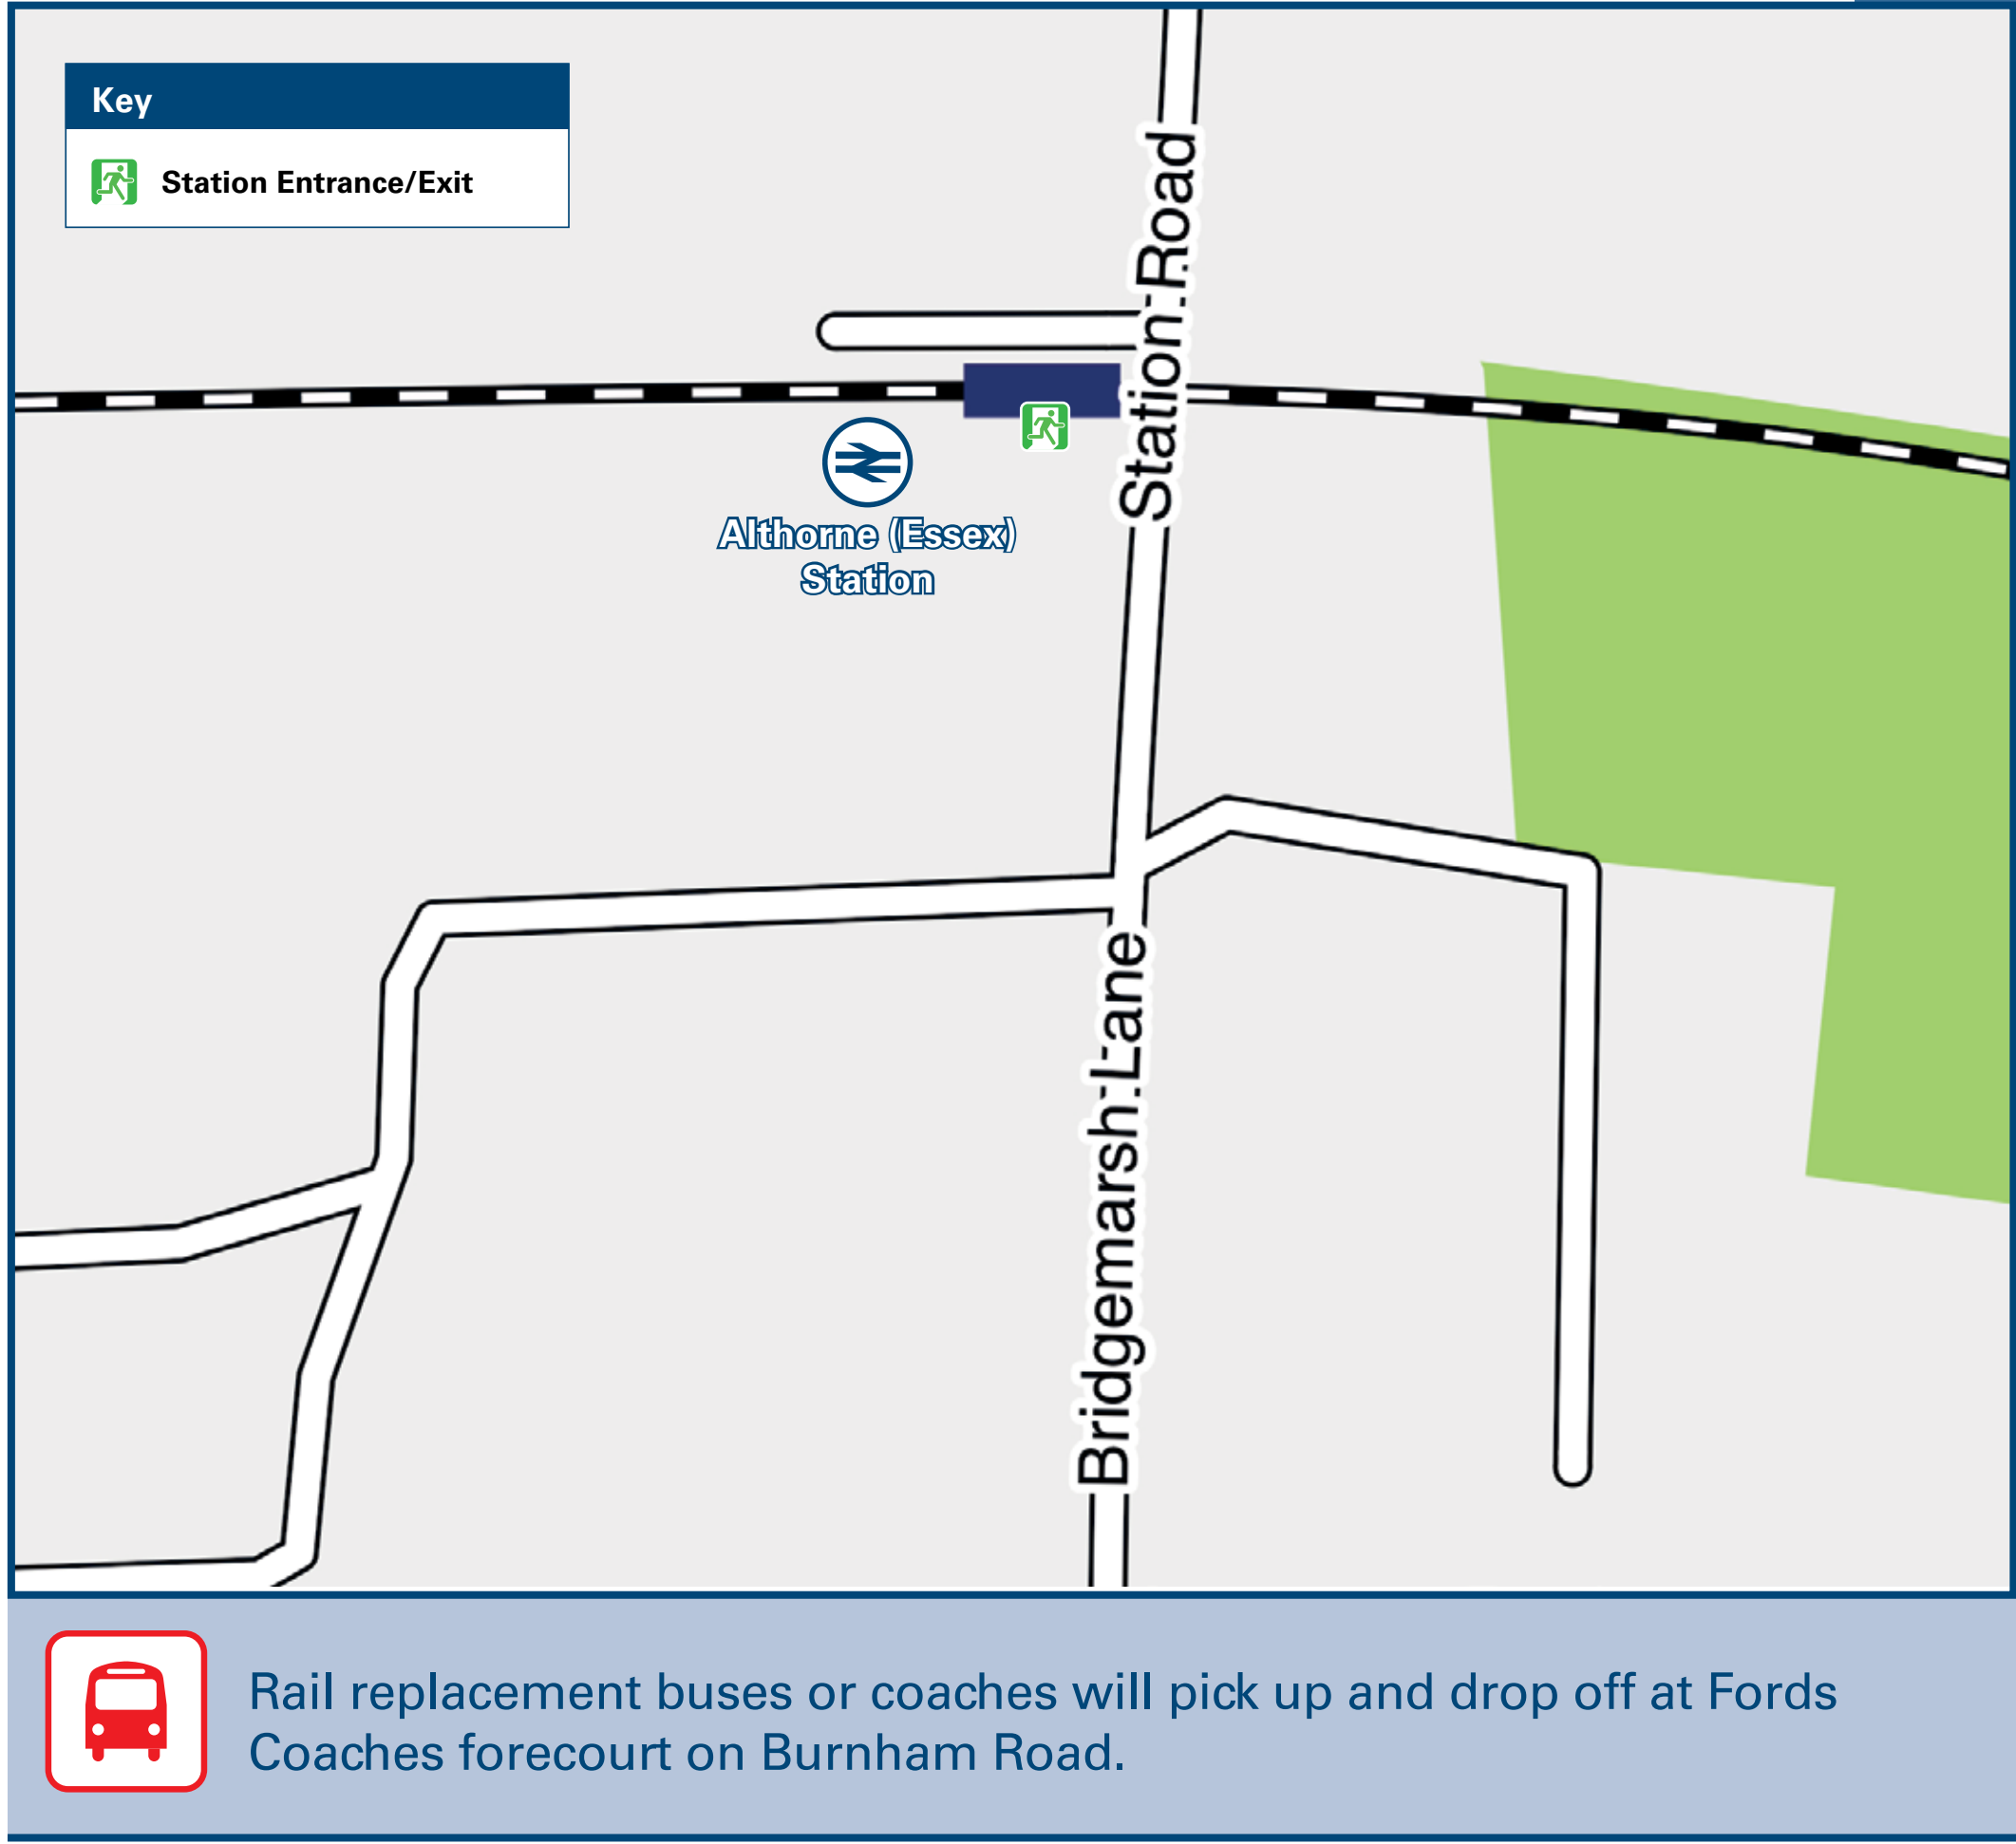 Key
Station Entrance/Exit
Station Road
Althorne (Essex)
Station
Bridgemarsh Lane
Rail replacement buses or coaches will pick up and drop off at Fords
Coaches forecourt on Burnham Road.